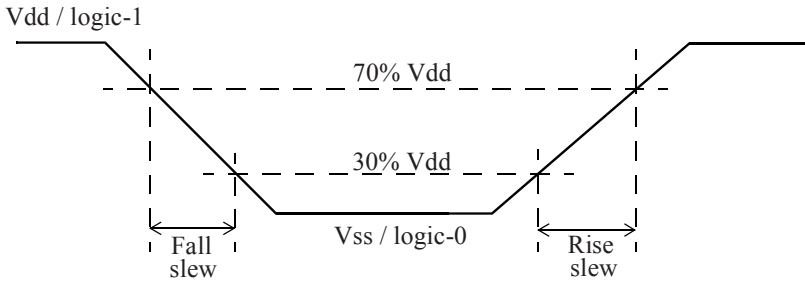 Vdd / logic-1
70% Vdd
30% Vdd
Fall
slew
Vss / logic-0
Rise
slew